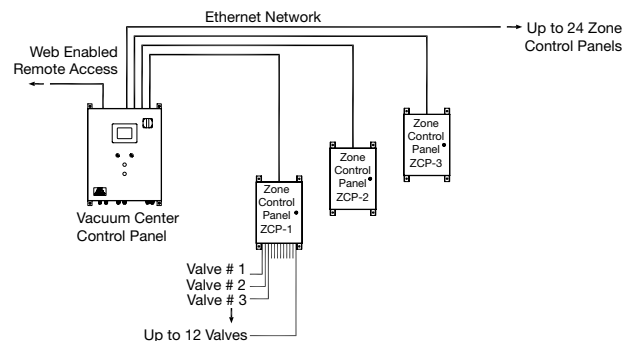 Ethernet Network
Up to 24 Zone
Control Panels
Web Enabled
Remote Access
Vacuum Center
Control Panel
Zone
Control
Panel
ZCP-1
Zone
Control
Panel
ZCP-2
Zone
Control
Panel
ZCP-3
Valve # 1
Valve # 2
Valve # 3
Up to 12 Valves